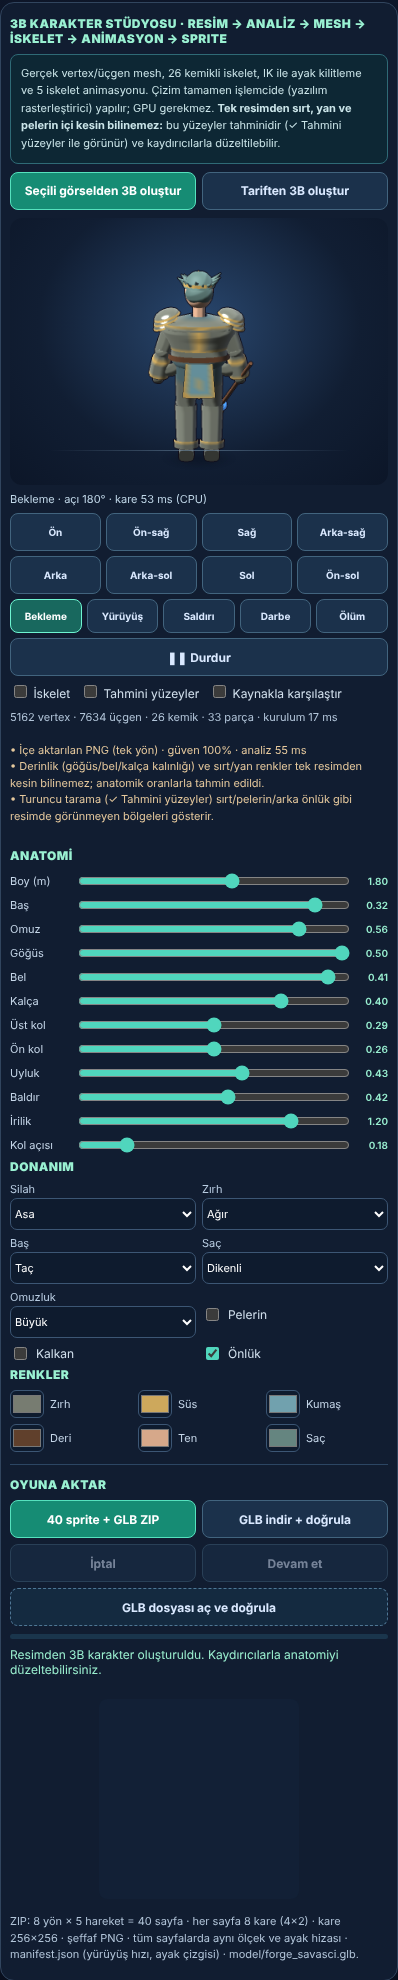 3B KARAKTER STÜDYOSU · RESİM → ANALİZ → MESH →
İSKELET → ANİMASYON → SPRITE
Gerçek vertex/üçgen mesh, 26 kemikli iskelet, IK ile ayak kilitleme
ve 5 iskelet animasyonu. Çizim tamamen işlemcide (yazılım
rasterleştirici) yapılır; GPU gerekmez. Tek resimden sırt, yan ve
pelerin içi kesin bilinemez: bu yüzeyler tahminidir (✓ Tahmini
yüzeyler ile görünür) ve kaydırıcılarla düzeltilebilir.
Seçili görselden 3B oluştur
Tariften 3B oluştur
Bekleme · açı 180° · kare 53 ms (CPU)
Ön
Ön-sağ
Sağ
Arka-sağ
Arka
Arka-sol
Sol
Ön-sol
Bekleme
Yürüyüş
Saldırı
Darbe
Ölüm
❚❚ Durdur
İskelet
Tahmini yüzeyler
Kaynakla karşılaştır
5162 vertex · 7634 üçgen · 26 kemik · 33 parça · kurulum 17 ms
• İçe aktarılan PNG (tek yön) · güven 100% · analiz 55 ms
• Derinlik (göğüs/bel/kalça kalınlığı) ve sırt/yan renkler tek resimden
kesin bilinemez; anatomik oranlarla tahmin edildi.
• Turuncu tarama (✓ Tahmini yüzeyler) sırt/pelerin/arka önlük gibi
resimde görünmeyen bölgeleri gösterir.
ANATOMİ
Boy (m) 1.80
Baş 0.32
Omuz 0.56
Göğüs 0.50
Bel 0.41
Kalça 0.40
Üst kol 0.29
Ön kol 0.26
Uyluk 0.43
Baldır 0.42
İrilik 1.20
Kol açısı 0.18
DONANIM
Silah
Zırh
Asa
Ağır
Baş
Saç
Taç
Dikenli
Omuzluk
Büyük
Pelerin
Kalkan
Önlük
RENKLER
Zırh
Süs
Kumaş
Deri
Ten
Saç
OYUNA AKTAR
40 sprite + GLB ZIP
GLB indir + doğrula
İptal
Devam et
GLB dosyası aç ve doğrula
Resimden 3B karakter oluşturuldu. Kaydırıcılarla anatomiyi
düzeltebilirsiniz.
ZIP: 8 yön × 5 hareket = 40 sayfa · her sayfa 8 kare (4×2) · kare
256×256 · şeffaf PNG · tüm sayfalarda aynı ölçek ve ayak hizası ·
manifest.json (yürüyüş hızı, ayak çizgisi) · model/forge_savasci.glb.